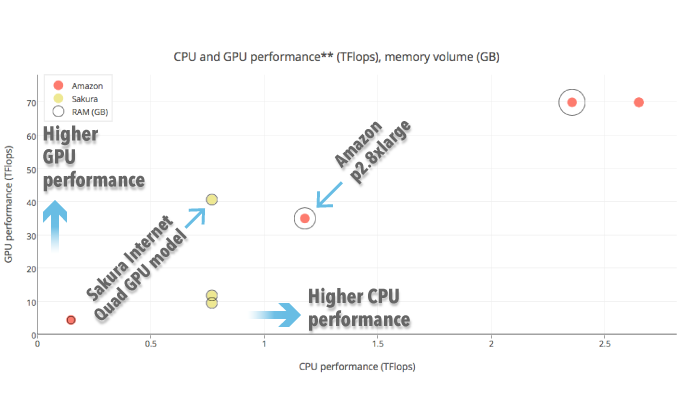 CPU and GPU performance** (TFlops), memory volume (GB)
Amazon
Sakura
RAM (GB)
Higher
GPU
performance
Amazon
p2.8xlarge
Sakura Internet
Quad GPU model
Higher CPU
performance
GPU performance (TFlops)
70
60
50
40
30
20
10
0
0
0.5
1
1.5
2
2.5
CPU performance (TFlops)